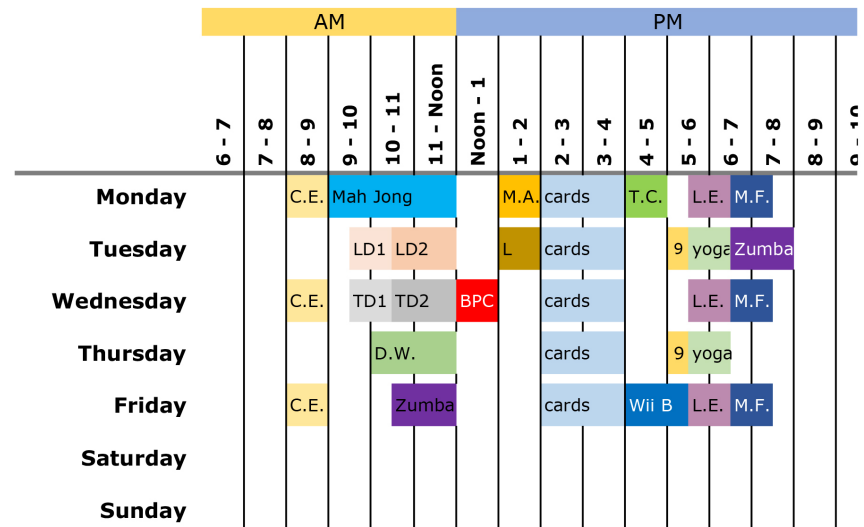 AM PM
6 - 7 7 - 8 8 - 9 9 - 10 10 - 11 11 - Noon Noon - 1 1 - 2 2 - 3 3 - 4 4 - 5 5 - 6 6 - 7 7 - 8 8 - 9 9 - 10
Monday C.E. Mah Jong M.A. cards T.C. L.E. M.F.
Tuesday LD1 LD2 L cards 9 yoga Zumba
Wednesday C.E. TD1 TD2 BPC cards L.E. M.F.
Thursday D.W. cards 9 yoga
Friday C.E. Zumba cards Wii B L.E. M.F.
Saturday
Sunday